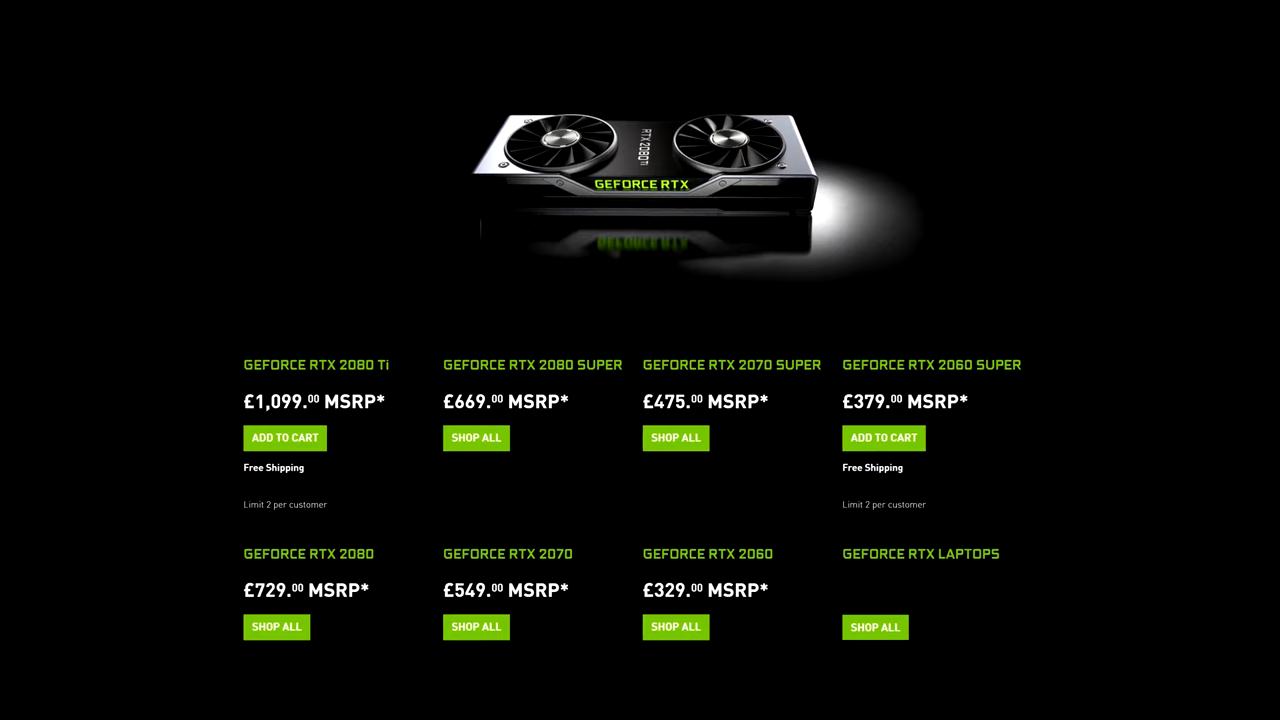 RTX 2080 Ti
GEFORCE RTX
GEFORCE RTX 2080 Ti
£1,099.00 MSRP*
ADD TO CART
Free Shipping
Limit 2 per customer
GEFORCE RTX 2080 SUPER
£669.00 MSRP*
SHOP ALL
GEFORCE RTX 2070 SUPER
£475.00 MSRP*
SHOP ALL
GEFORCE RTX 2060 SUPER
£379.00 MSRP*
ADD TO CART
Free Shipping
Limit 2 per customer
GEFORCE RTX 2080
£729.00 MSRP*
SHOP ALL
GEFORCE RTX 2070
£549.00 MSRP*
SHOP ALL
GEFORCE RTX 2060
£329.00 MSRP*
SHOP ALL
GEFORCE RTX LAPTOPS
SHOP ALL